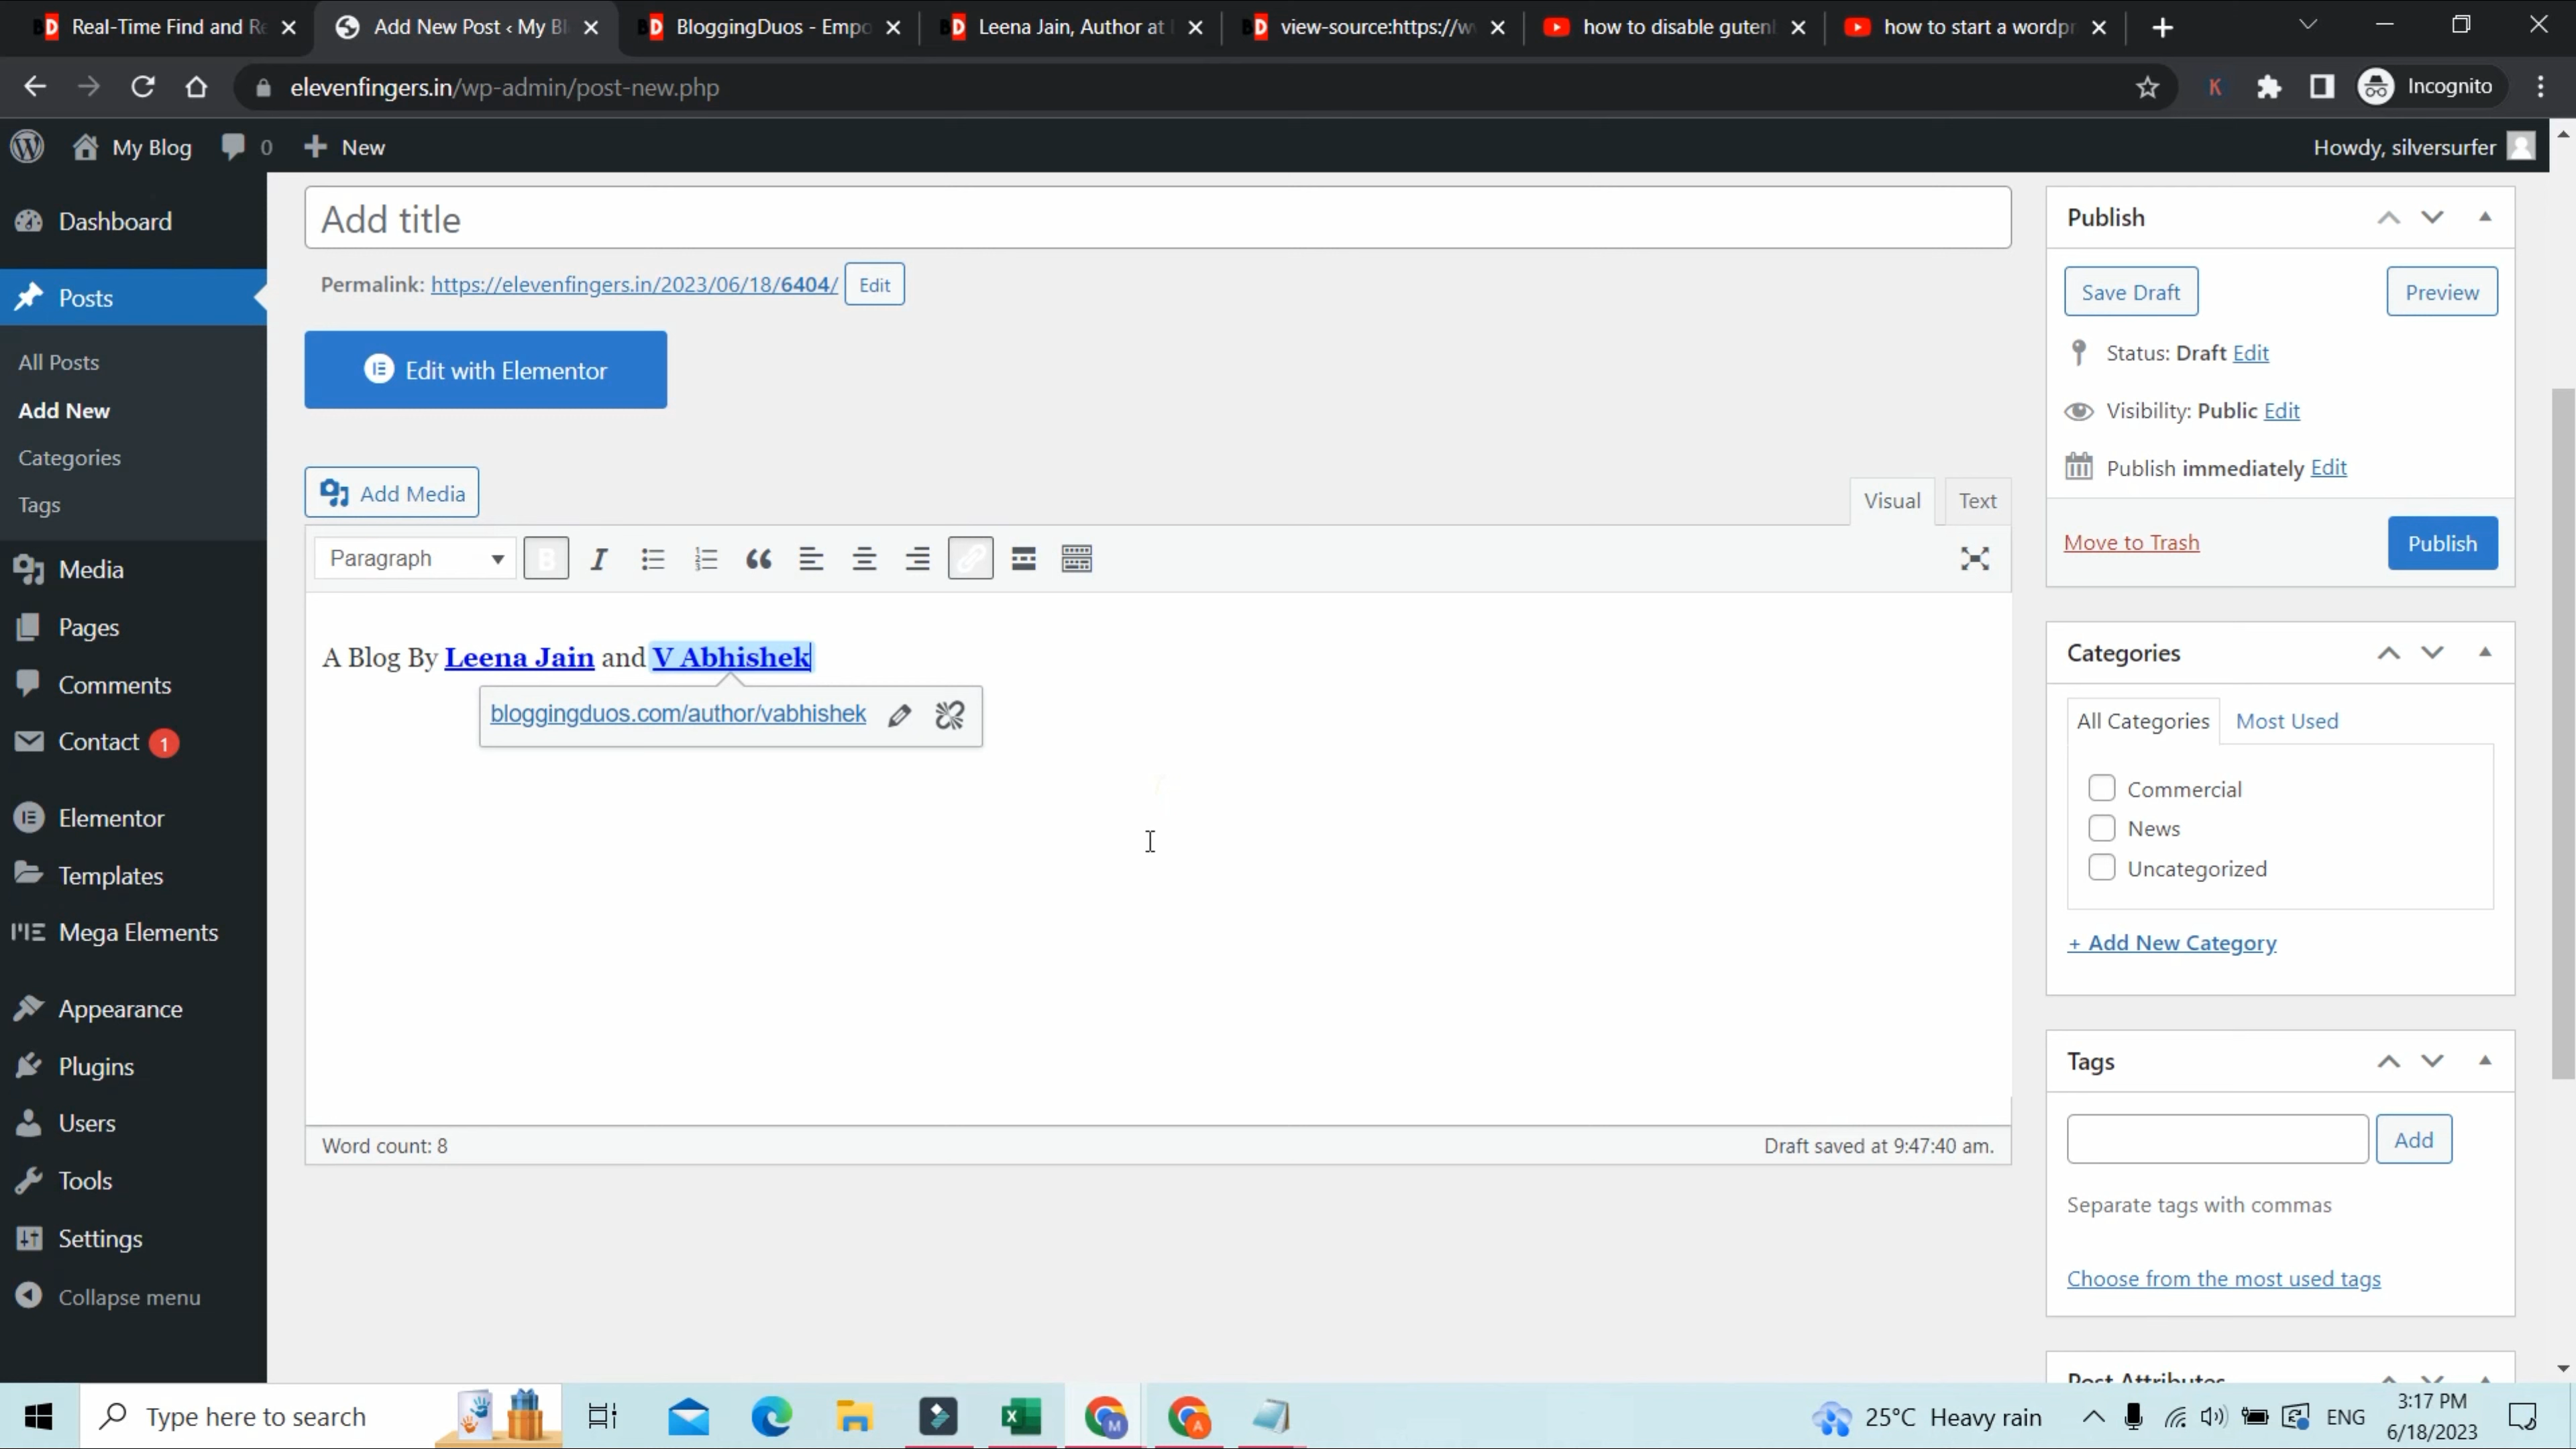 Real-Time Find and Re
Add New Post ‹ My Bl
BloggingDuos - Empo
Leena Jain, Author at
view-source:https://w
how to disable guten
how to start a wordpr
elevenfingers.in/wp-admin/post-new.php
K
Incognito
My Blog
0
New
Howdy, silversurfer
Dashboard
Posts
All Posts
Add New
Categories
Tags
Media
Pages
Comments
Contact 1
Elementor
Templates
Mega Elements
Appearance
Plugins
Users
Tools
Settings
Collapse menu
Add title
Permalink: https://elevenfingers.in/2023/06/18/6404/ Edit
Edit with Elementor
Add Media
Visual Text
Paragraph
B I
A Blog By Leena Jain and V Abhishek
bloggingduos.com/author/vabhishek
Word count: 8
Draft saved at 9:47:40 am.
Publish
Save Draft
Preview
Status: Draft Edit
Visibility: Public Edit
Publish immediately Edit
Move to Trash
Publish
Categories
All Categories
Most Used
Commercial
News
Uncategorized
+ Add New Category
Tags
Add
Separate tags with commas
Choose from the most used tags
Post Attributes
Type here to search
25°C Heavy rain
ENG
3:17 PM
6/18/2023